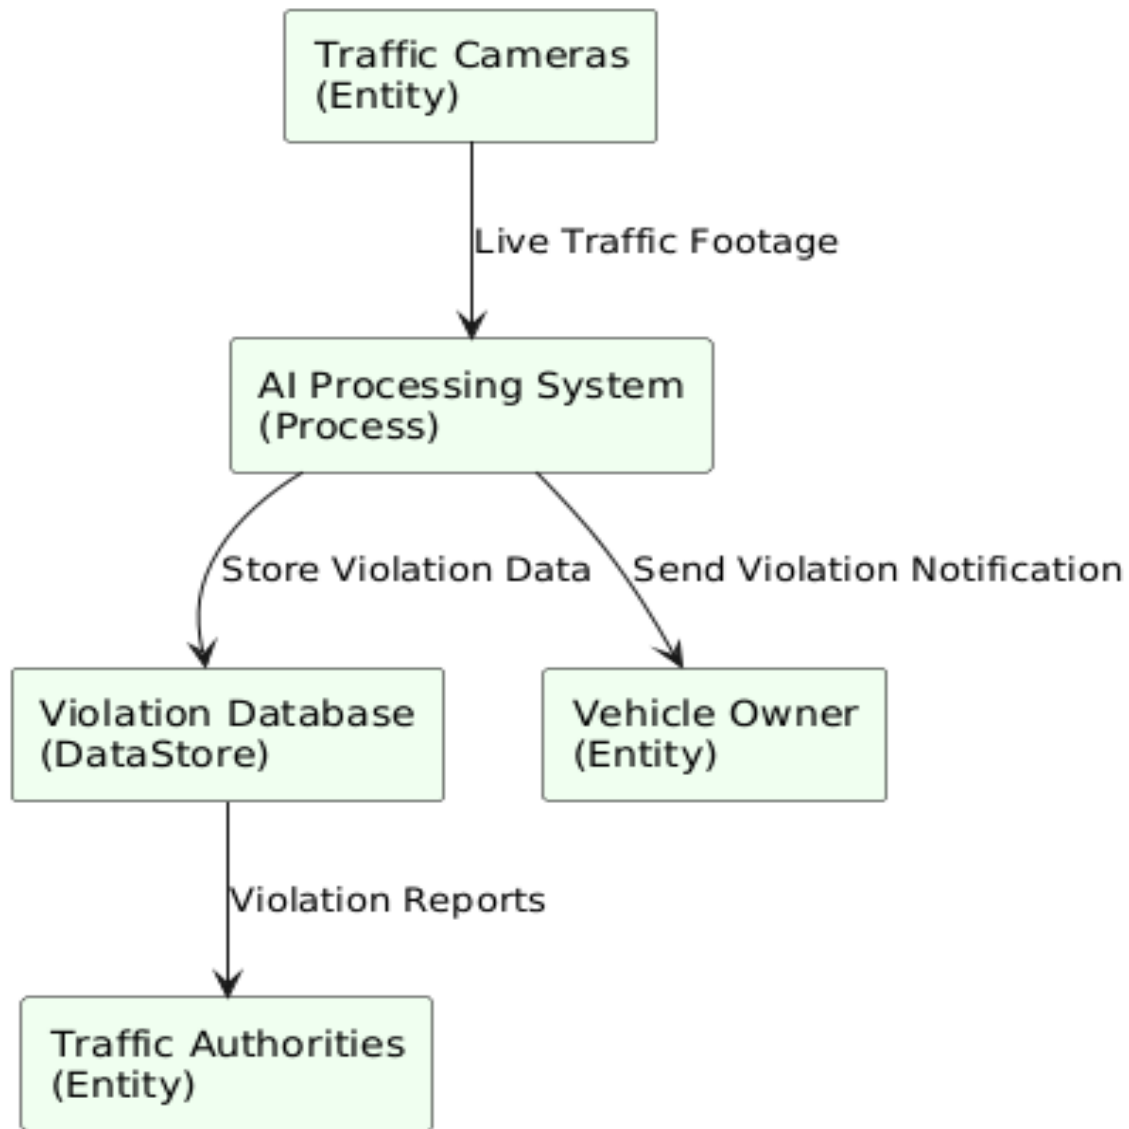 Traffic Cameras
(Entity)
Live Traffic Footage
AI Processing System
(Process)
Store Violation Data
Send Violation Notification
Violation Database
(DataStore)
Vehicle Owner
(Entity)
Violation Reports
Traffic Authorities
(Entity)